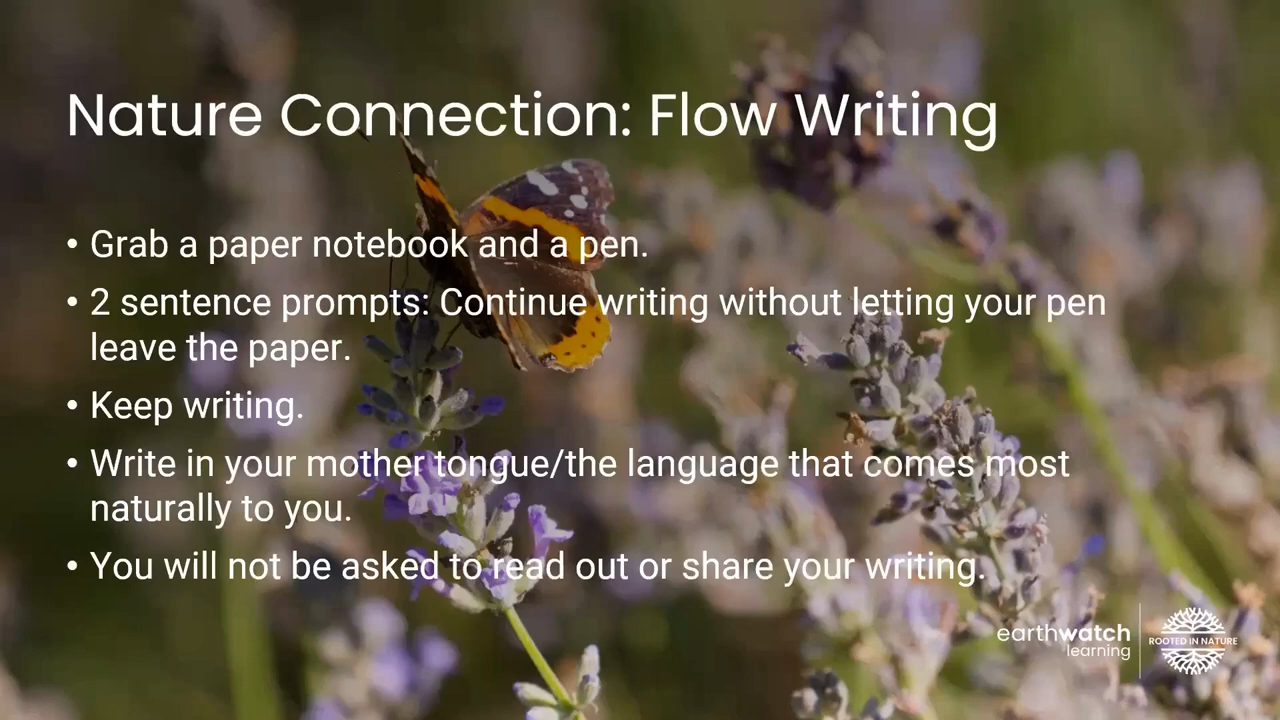 Nature Connection: Flow Writing
• Grab a paper notebook and a pen.
• 2 sentence prompts: Continue writing without letting your pen
leave the paper.
• Keep writing.
• Write in your mother tongue/the language that comes most
naturally to you.
• You will not be asked to read out or share your writing.
earthwatch
learning
ROOTED IN NATURE